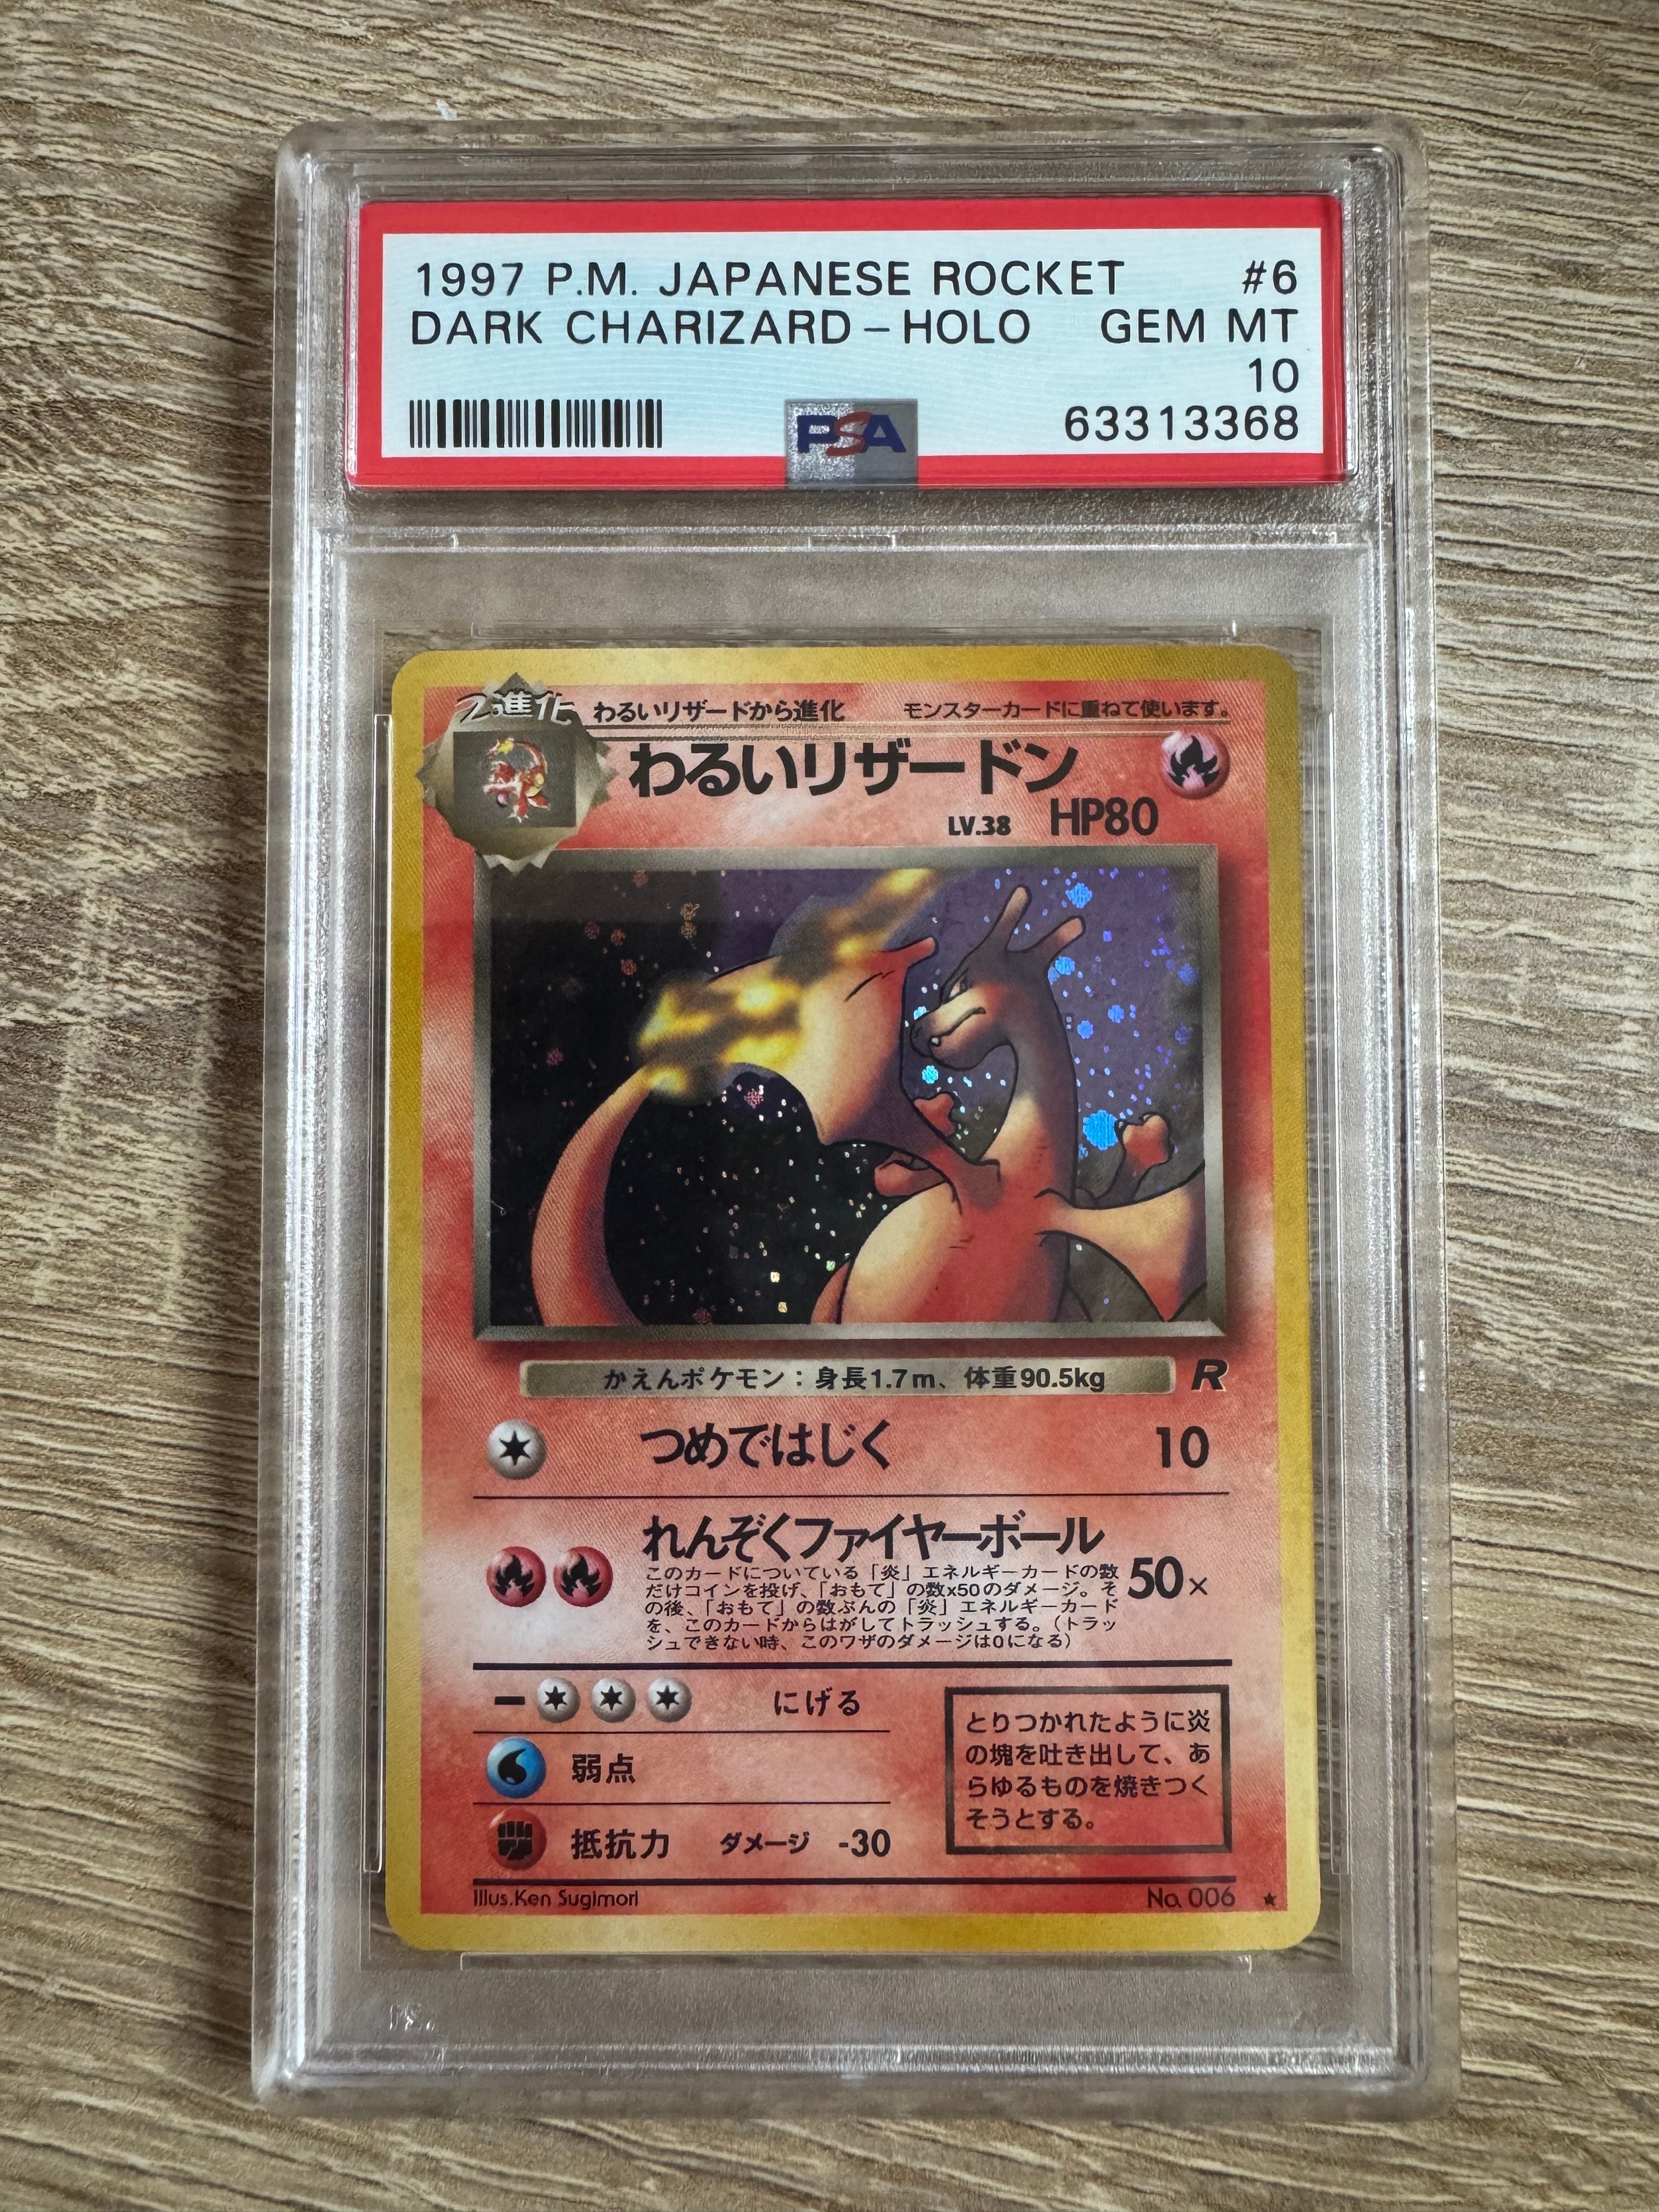 1997 P.M. JAPANESE ROCKET #6
DARK CHARIZARD - HOLO GEM MT
10
PSA 63313368
2進化 わるいリザードから進化 モンスターカードに重ねて使います。
わるいリザードン
LV.38 HP80
かえんポケモン：身長1.7m、体重90.5kg R
つめではじく 10
れんぞくファイヤーボール
このカードについている「炎」エネルギーカードの数
だけコインを投げ、「おもて」の数x50のダメージ。そ
の後、「おもて」の数ぶんの「炎」エネルギーカード
を、このカードからはがしてトラッシュする。（トラッ
シュできない時、このワザのダメージは0になる）
50×
にげる
弱点
抵抗力 ダメージ -30
とりつかれたように炎
の塊を吐き出して、あ
らゆるものを焼きつく
そうとする。
Illus.Ken Sugimori No. 006 ★